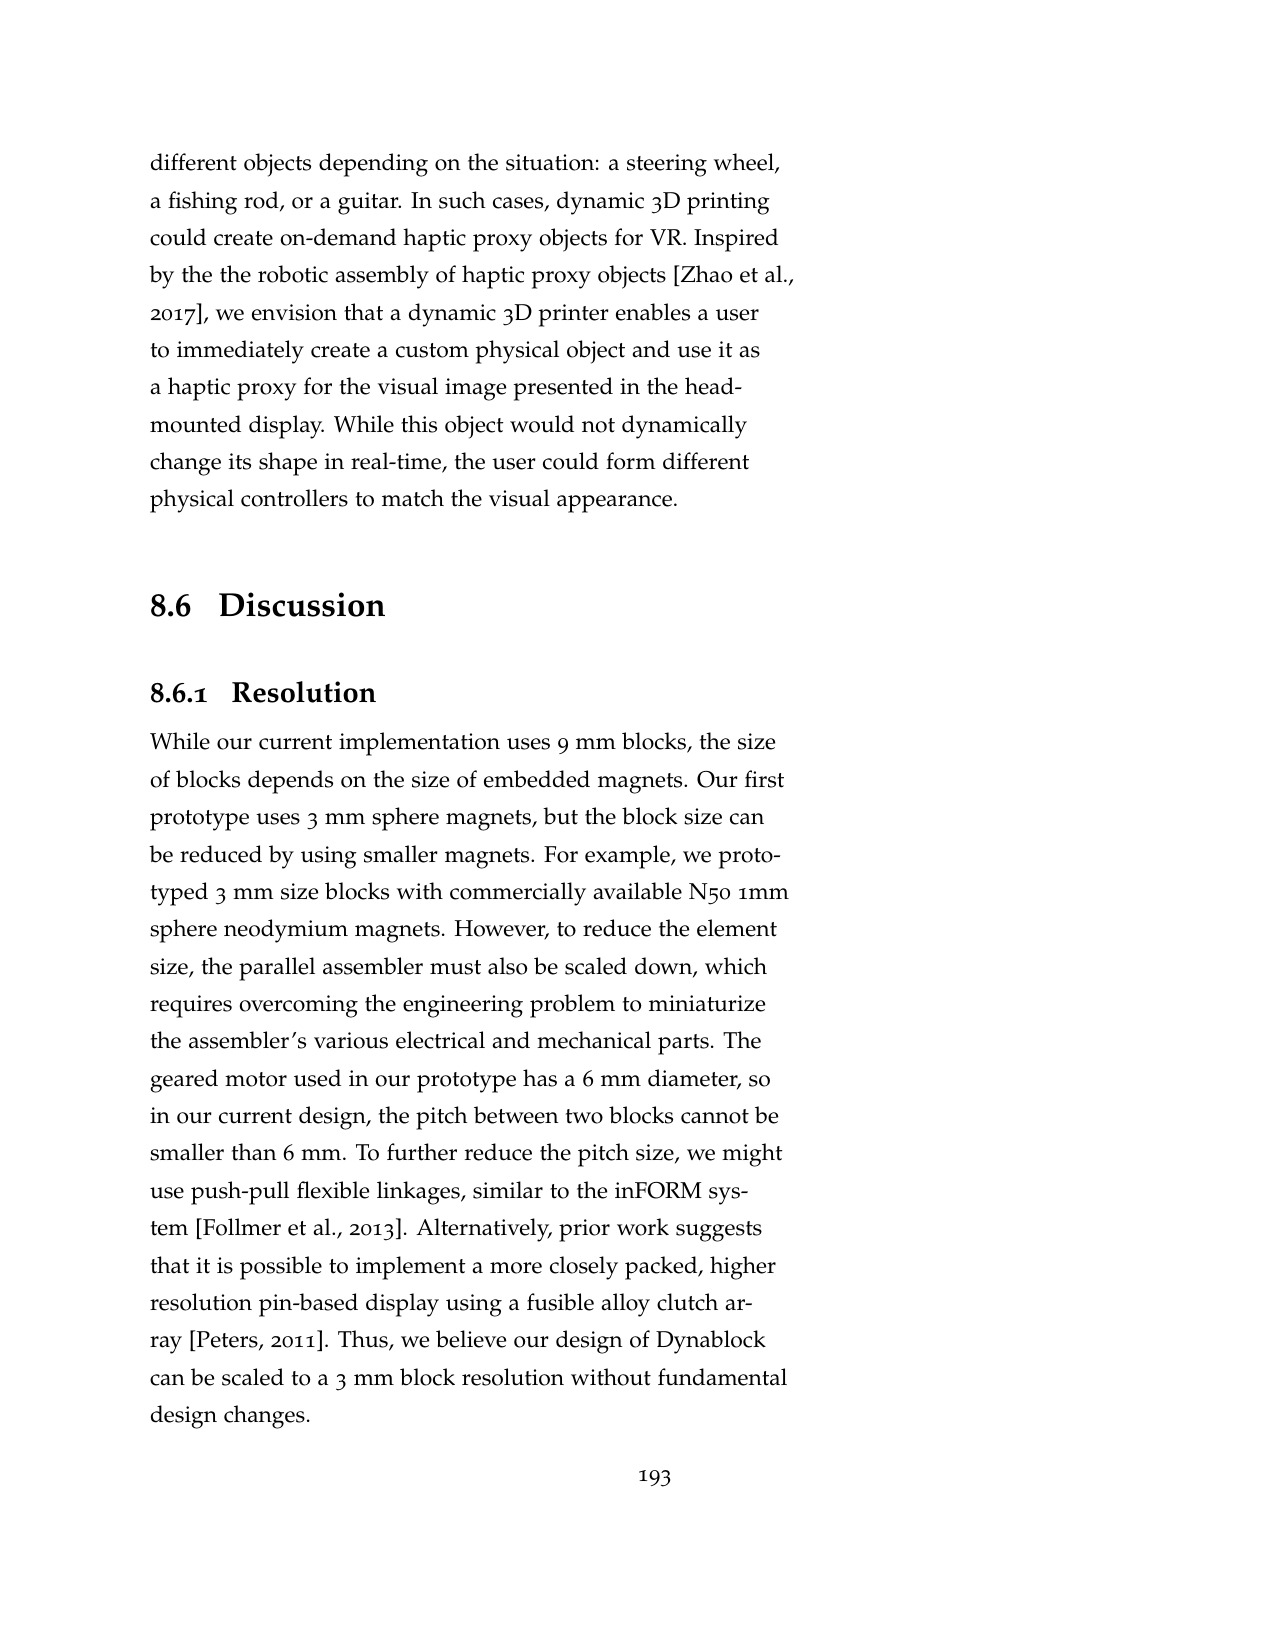 different objects depending on the situation: a steering wheel,
a fishing rod, or a guitar. In such cases, dynamic 3D printing
could create on-demand haptic proxy objects for VR. Inspired
by the the robotic assembly of haptic proxy objects [Zhao et al.,
2017], we envision that a dynamic 3D printer enables a user
to immediately create a custom physical object and use it as
a haptic proxy for the visual image presented in the head-
mounted display. While this object would not dynamically
change its shape in real-time, the user could form different
physical controllers to match the visual appearance.
8.6 Discussion
8.6.1 Resolution
While our current implementation uses 9 mm blocks, the size
of blocks depends on the size of embedded magnets. Our first
prototype uses 3 mm sphere magnets, but the block size can
be reduced by using smaller magnets. For example, we proto-
typed 3 mm size blocks with commercially available N50 1mm
sphere neodymium magnets. However, to reduce the element
size, the parallel assembler must also be scaled down, which
requires overcoming the engineering problem to miniaturize
the assembler's various electrical and mechanical parts. The
geared motor used in our prototype has a 6 mm diameter, so
in our current design, the pitch between two blocks cannot be
smaller than 6 mm. To further reduce the pitch size, we might
use push-pull flexible linkages, similar to the inFORM sys-
tem [Follmer et al., 2013]. Alternatively, prior work suggests
that it is possible to implement a more closely packed, higher
resolution pin-based display using a fusible alloy clutch ar-
ray [Peters, 2011]. Thus, we believe our design of Dynablock
can be scaled to a 3 mm block resolution without fundamental
design changes.
193